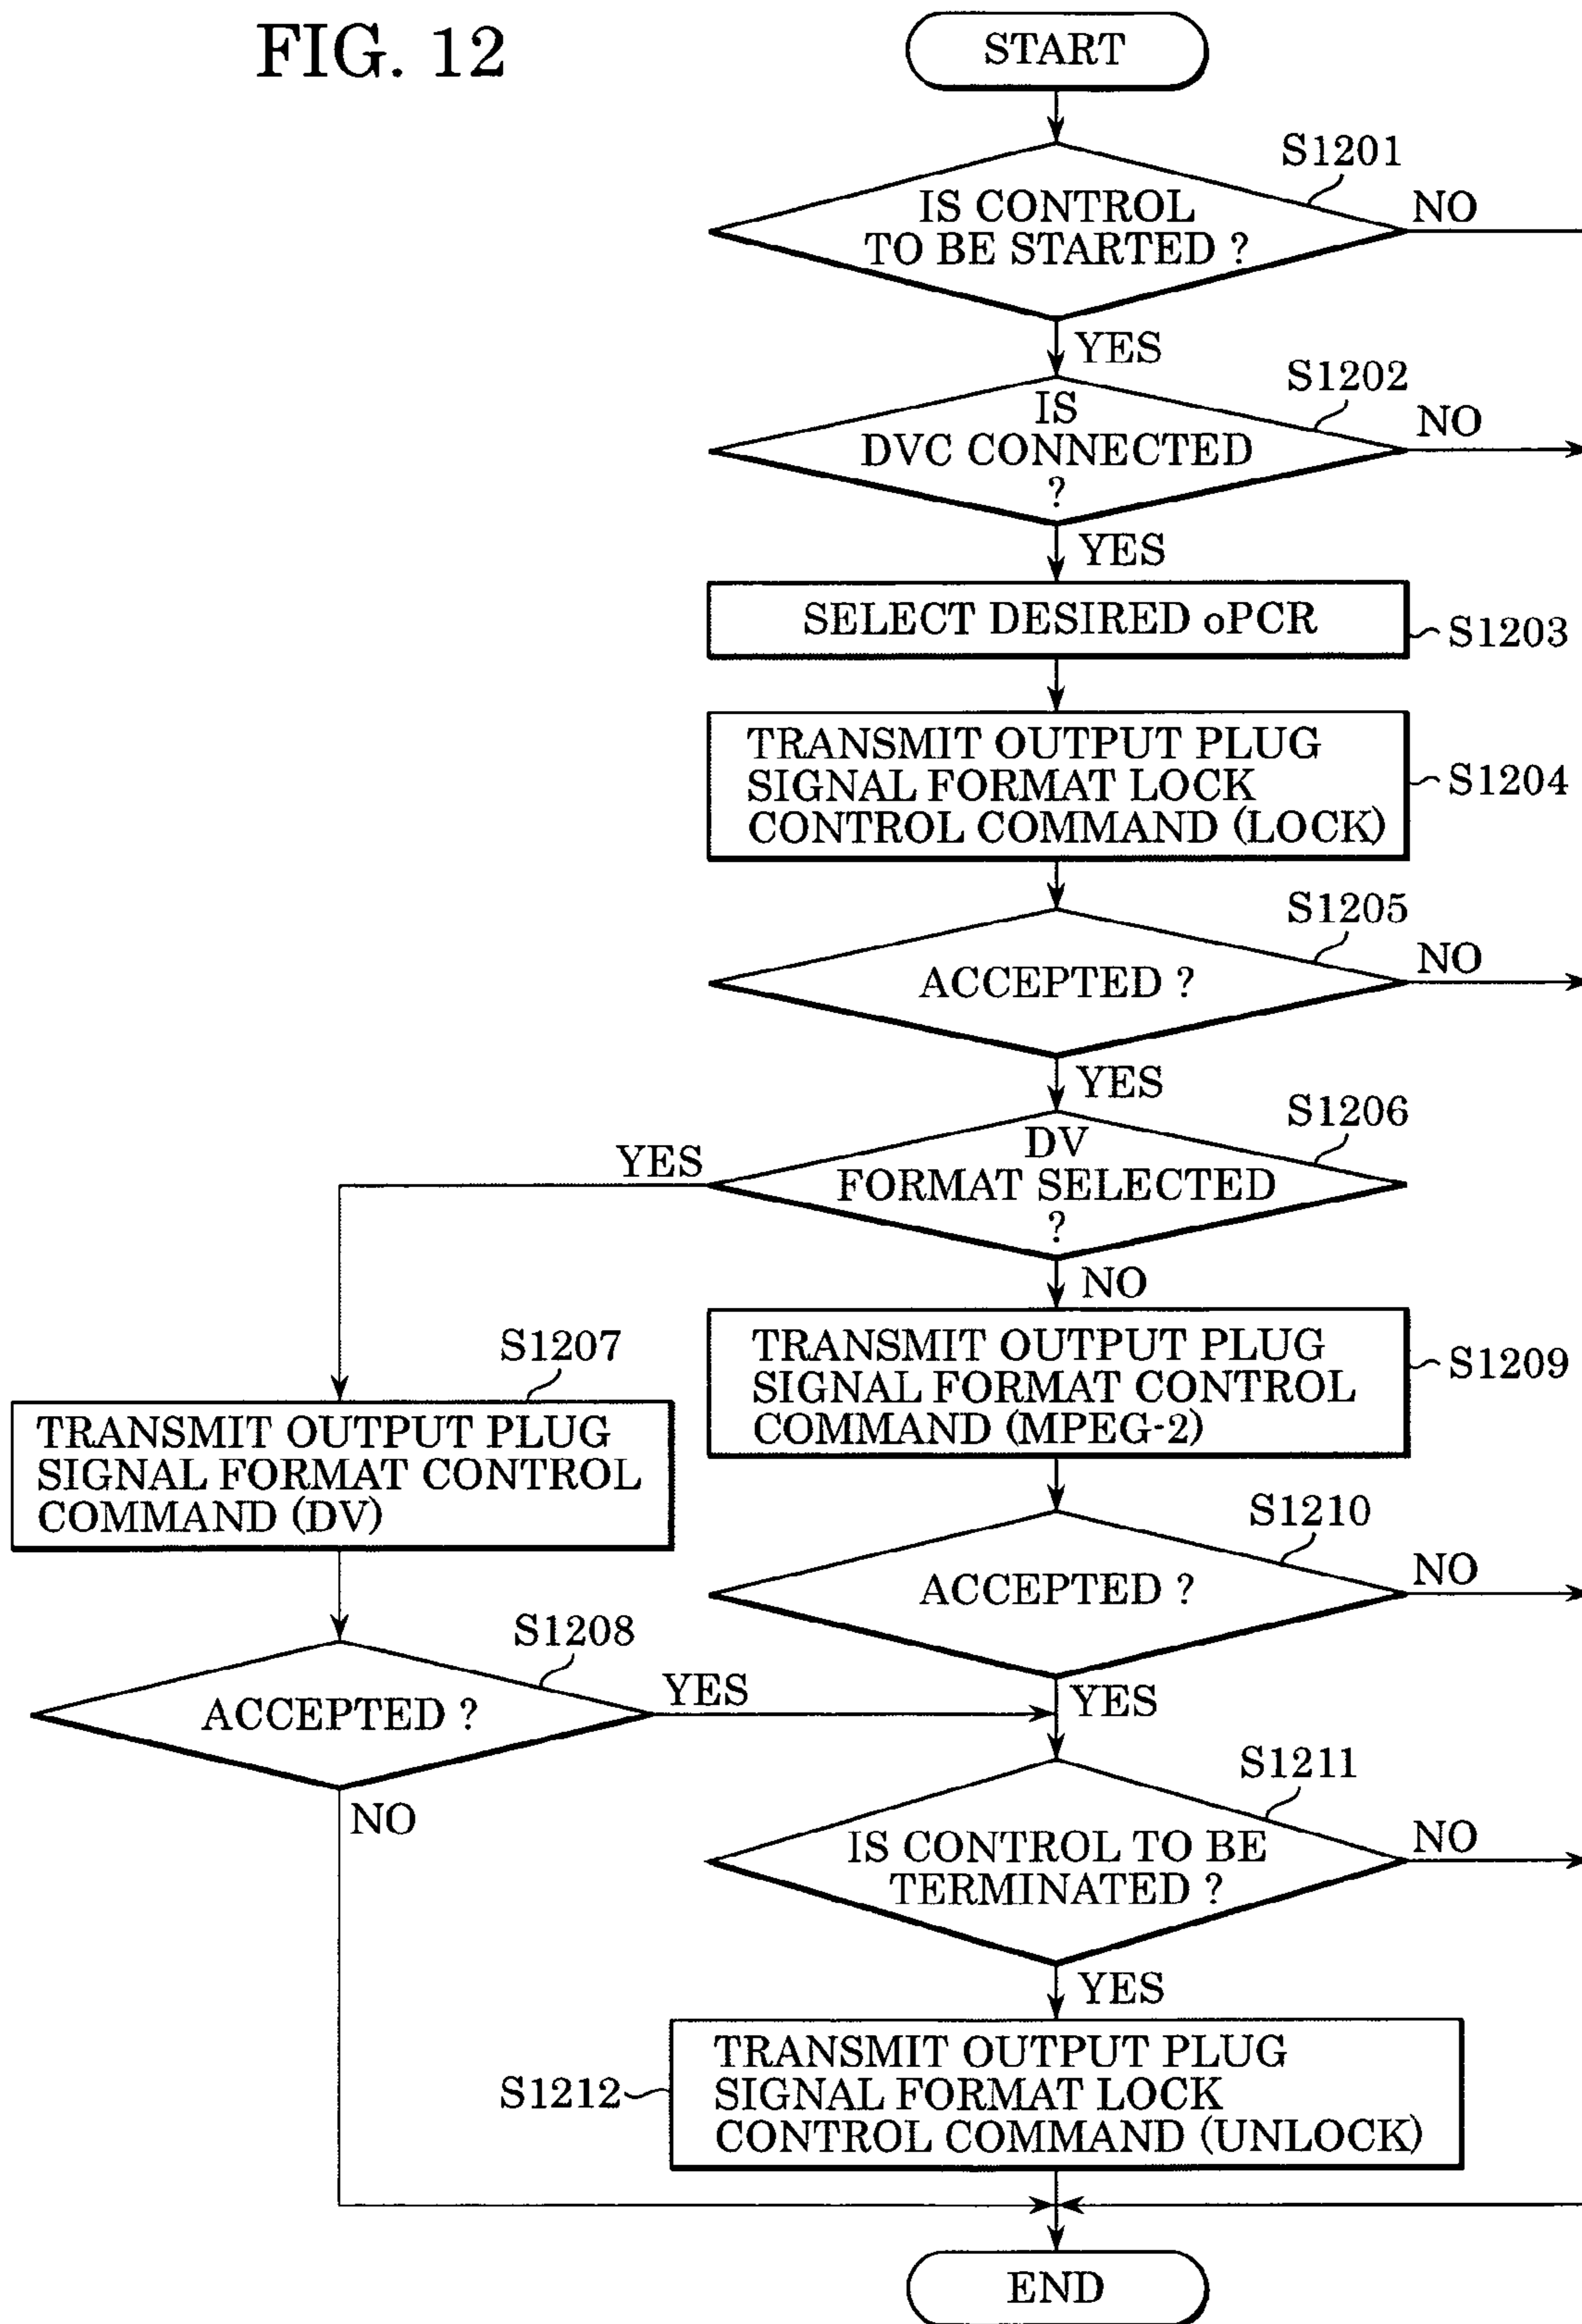 FIG. 12
START
S1201
IS CONTROL
TO BE STARTED ?
NO
YES
S1202
IS
DVC CONNECTED
?
NO
YES
SELECT DESIRED oPCR
S1203
TRANSMIT OUTPUT PLUG
SIGNAL FORMAT LOCK
CONTROL COMMAND (LOCK)
S1204
S1205
ACCEPTED ?
NO
YES
S1206
DV
FORMAT SELECTED
?
YES
NO
S1207
TRANSMIT OUTPUT PLUG
SIGNAL FORMAT CONTROL
COMMAND (DV)
TRANSMIT OUTPUT PLUG
SIGNAL FORMAT CONTROL
COMMAND (MPEG-2)
S1209
S1210
ACCEPTED ?
NO
YES
S1208
ACCEPTED ?
YES
NO
S1211
IS CONTROL TO BE
TERMINATED ?
NO
YES
S1212
TRANSMIT OUTPUT PLUG
SIGNAL FORMAT LOCK
CONTROL COMMAND (UNLOCK)
END